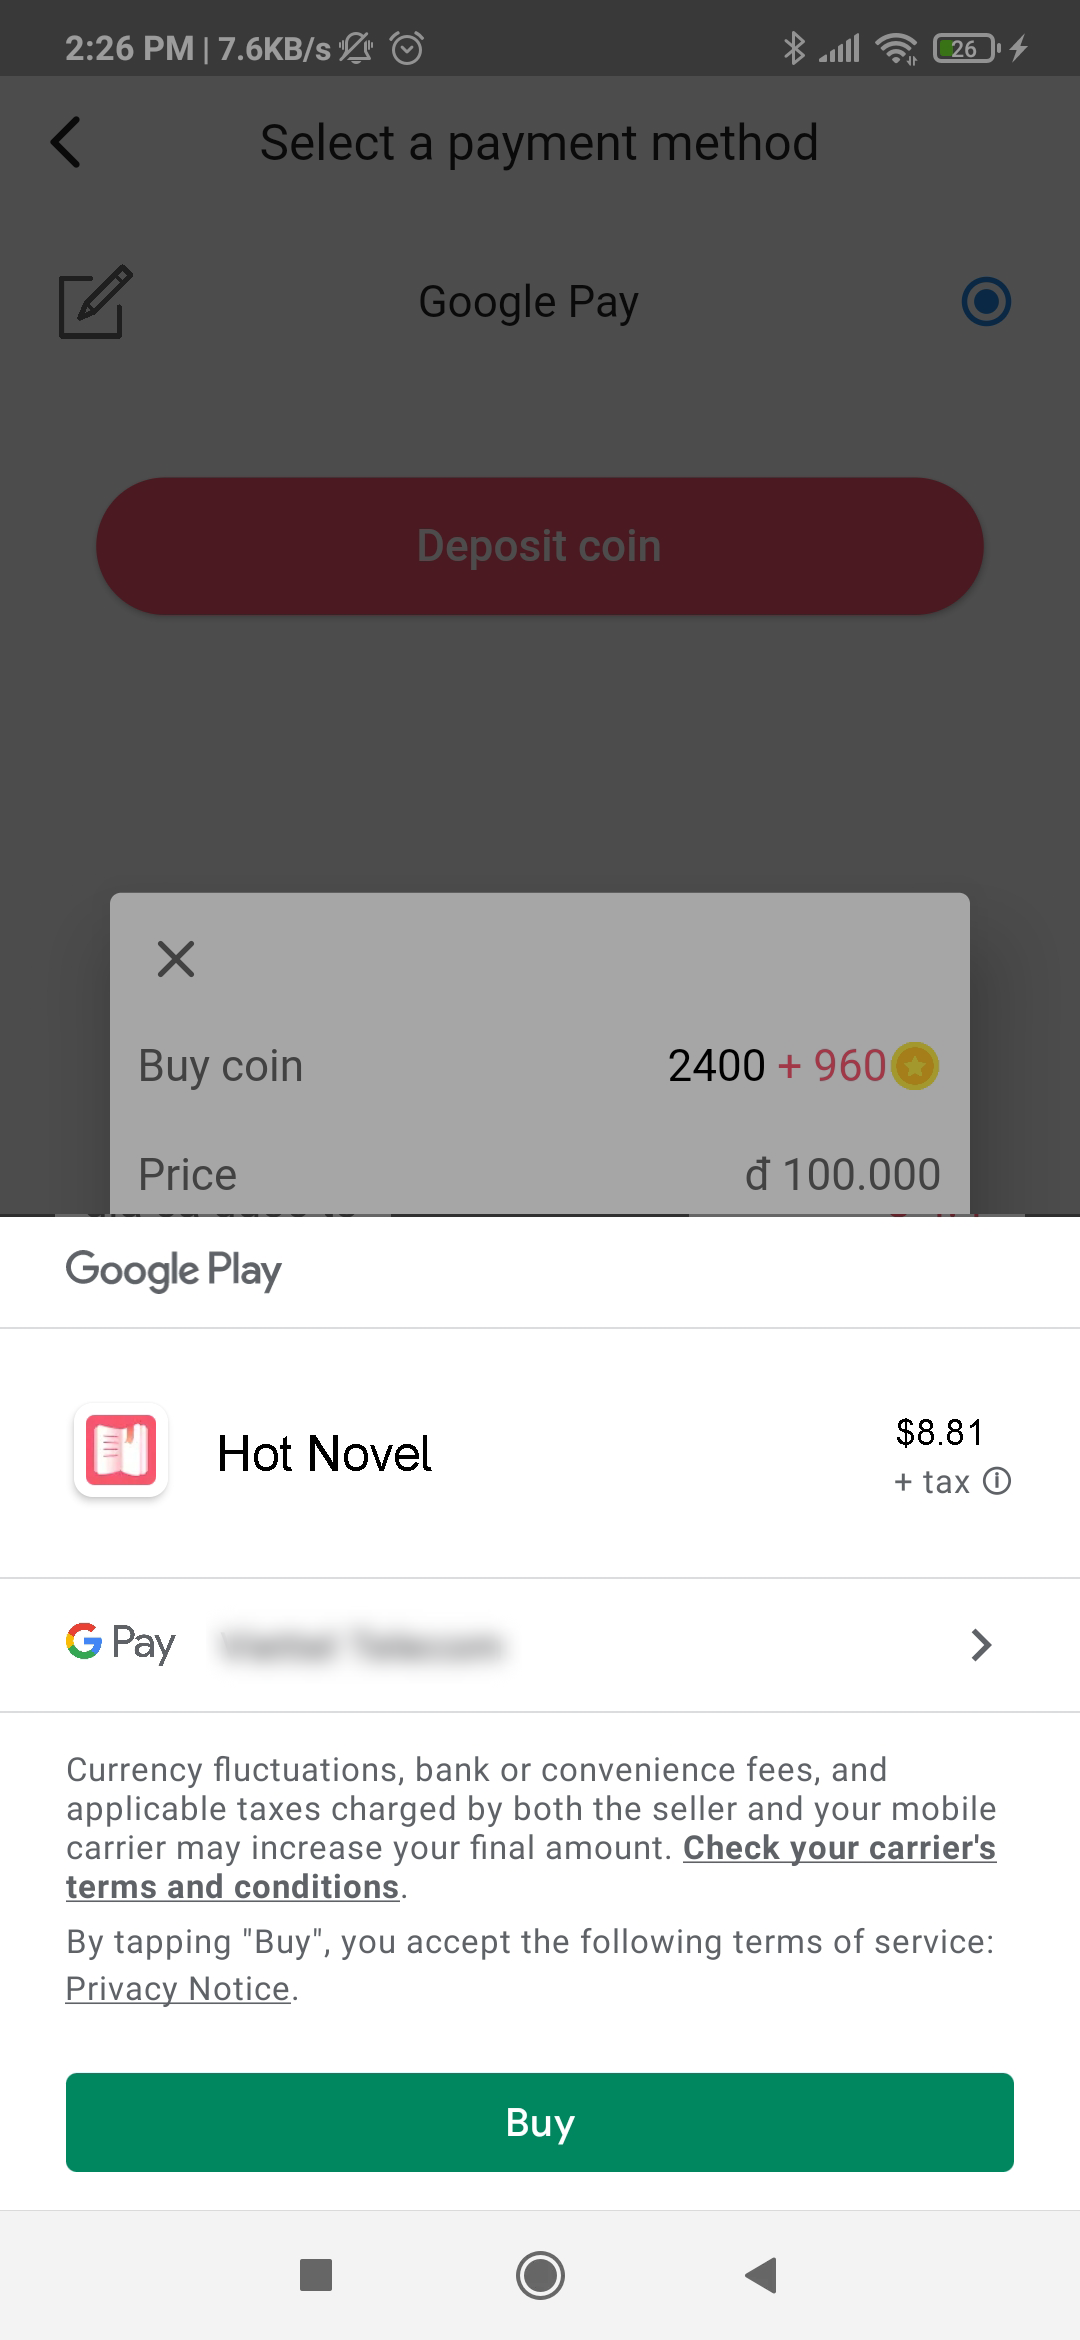 2:26 PM | 7.6KB/s 26
Select a payment method
Google Pay
Deposit coin
Buy coin 2400 + 960
Price đ 100.000
Google Play
Hot Novel $8.81
+ tax
G Pay
Currency fluctuations, bank or convenience fees, and
applicable taxes charged by both the seller and your mobile
carrier may increase your final amount. Check your carrier's
terms and conditions.
By tapping "Buy", you accept the following terms of service:
Privacy Notice.
Buy